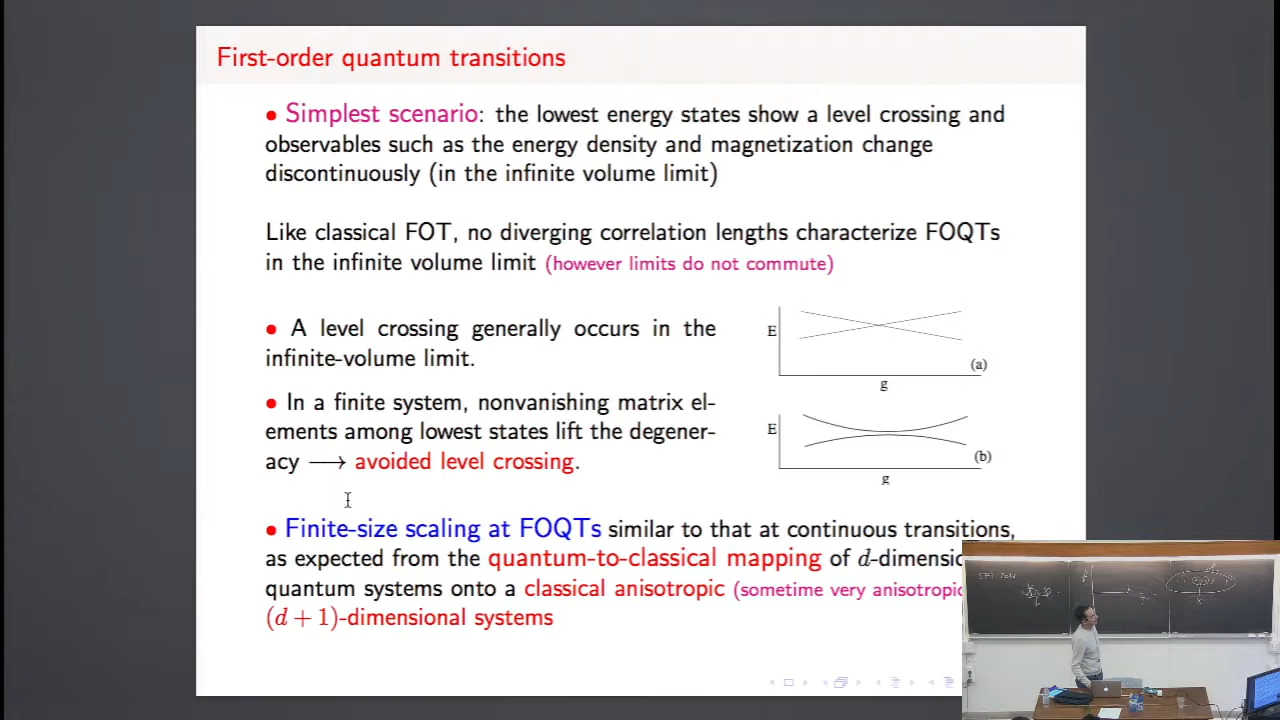 First-order quantum transitions
• Simplest scenario: the lowest energy states show a level crossing and
observables such as the energy density and magnetization change
discontinuously (in the infinite volume limit)
Like classical FOT, no diverging correlation lengths characterize FOQTs
in the infinite volume limit (however limits do not commute)
• A level crossing generally occurs in the
infinite-volume limit.
E
(a)
g
• In a finite system, nonvanishing matrix el-
ements among lowest states lift the degener-
acy ⟶ avoided level crossing.
E
(b)
g
• Finite-size scaling at FOQTs similar to that at continuous transitions,
as expected from the quantum-to-classical mapping of d-dimensio
quantum systems onto a classical anisotropic (sometime very anisotropic
(d + 1)-dimensional systems